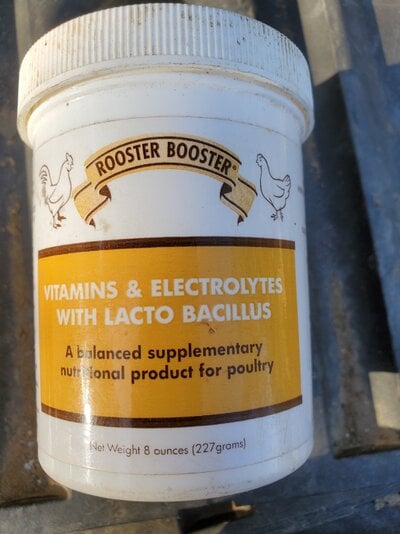 ROOSTER BOOSTER
VITAMINS & ELECTROLYTES
WITH LACTO BACILLUS
A balanced supplementary
nutritional product for poultry
Net Weight 8 ounces (227grams)